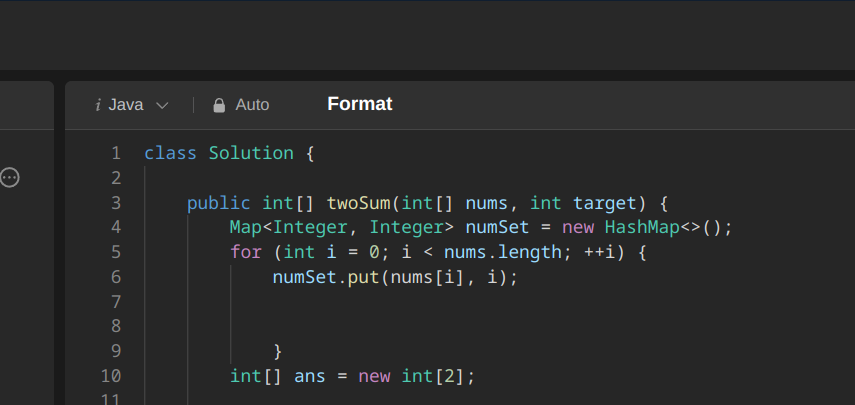 i Java Auto Format
1 class Solution {
2
3 public int[] twoSum(int[] nums, int target) {
4 Map<Integer, Integer> numSet = new HashMap<>();
5 for (int i = 0; i < nums.length; ++i) {
6 numSet.put(nums[i], i);
7
8
9 }
10 int[] ans = new int[2];
11